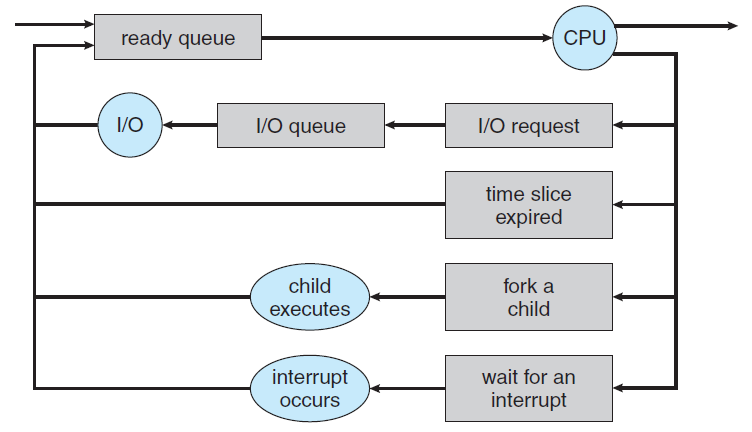 ready queue
CPU
I/O
I/O queue
I/O request
time slice
expired
child
executes
fork a
child
interrupt
occurs
wait for an
interrupt